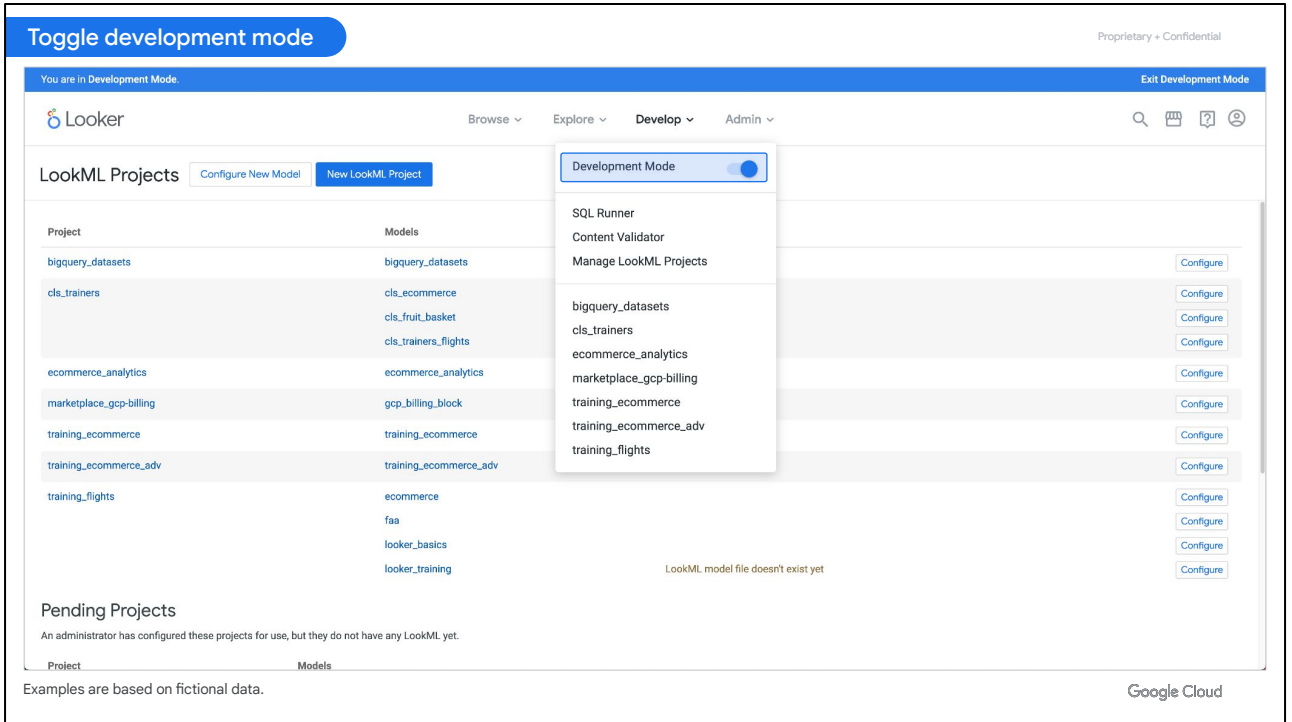 Toggle development mode
Proprietary + Confidential
You are in Development Mode.
Exit Development Mode
Looker
Browse
Explore
Develop
Admin
LookML Projects
Configure New Model
New LookML Project
Development Mode
SQL Runner
Content Validator
Manage LookML Projects
bigquery_datasets
cls_trainers
ecommerce_analytics
marketplace_gcp-billing
training_ecommerce
training_ecommerce_adv
training_flights
Project Models
bigquery_datasets bigquery_datasets Configure
cls_trainers cls_ecommerce Configure
cls_fruit_basket Configure
cls_trainers_flights Configure
ecommerce_analytics ecommerce_analytics Configure
marketplace_gcp-billing gcp_billing_block Configure
training_ecommerce training_ecommerce Configure
training_ecommerce_adv training_ecommerce_adv Configure
training_flights ecommerce Configure
faa Configure
looker_basics Configure
looker_training LookML model file doesn't exist yet Configure
Pending Projects
An administrator has configured these projects for use, but they do not have any LookML yet.
Project Models
Examples are based on fictional data.
Google Cloud